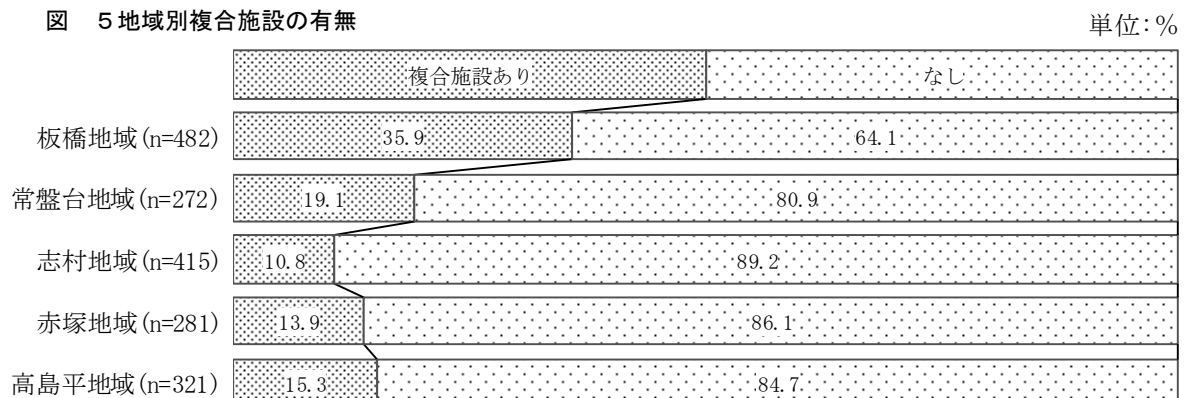 図　５地域別複合施設の有無
単位：％
複合施設あり　なし
板橋地域(n=482)　35.9　64.1
常盤台地域(n=272)　19.1　80.9
志村地域(n=415)　10.8　89.2
赤塚地域(n=281)　13.9　86.1
高島平地域(n=321)　15.3　84.7